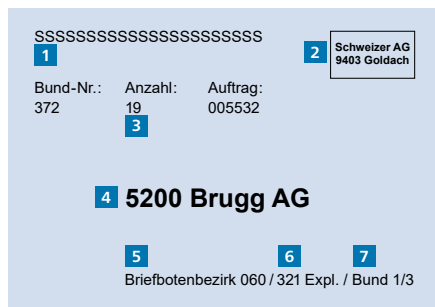 SSSSSSSSSSSSSSSSSSSSSS
1
2
Schweizer AG
9403 Goldach
Bund-Nr.: Anzahl: Auftrag:
372 19 005532
3
4 5200 Brugg AG
5 6 7
Briefbotenbezirk 060 / 321 Expl. / Bund 1/3